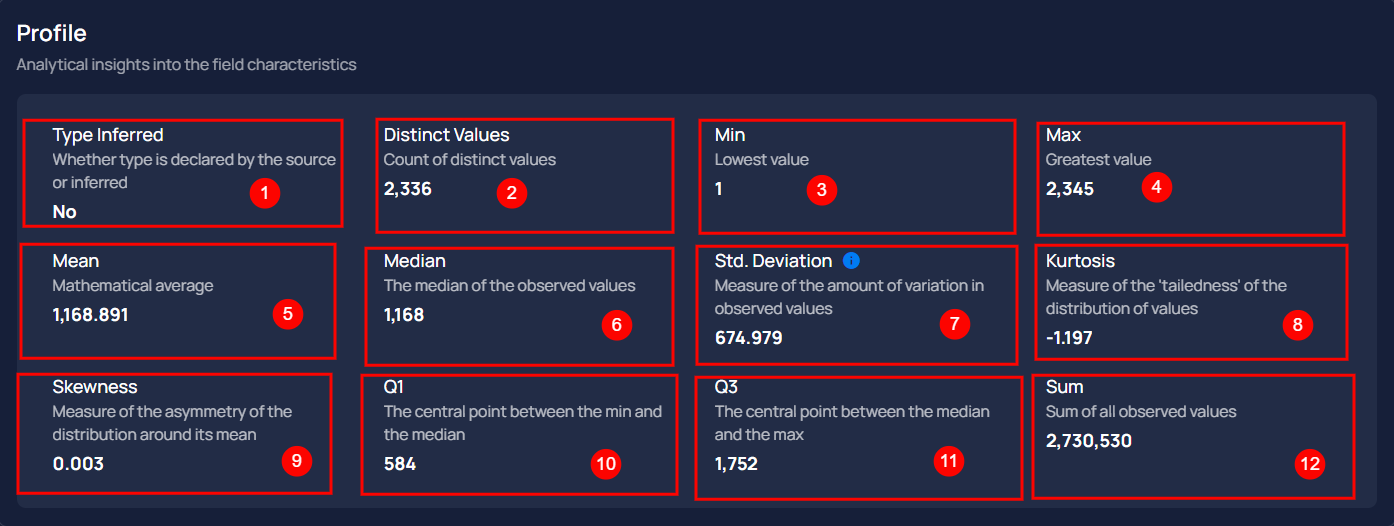 Profile
Analytical insights into the field characteristics
Type Inferred
Whether type is declared by the source
or inferred
No
1
Distinct Values
Count of distinct values
2,336
2
Min
Lowest value
1
3
Max
Greatest value
2,345
4
Mean
Mathematical average
1,168.891
5
Median
The median of the observed values
1,168
6
Std. Deviation
Measure of the amount of variation in
observed values
674.979
7
Kurtosis
Measure of the 'tailedness' of the
distribution of values
-1.197
8
Skewness
Measure of the asymmetry of the
distribution around its mean
0.003
9
Q1
The central point between the min and
the median
584
10
Q3
The central point between the median
and the max
1,752
11
Sum
Sum of all observed values
2,730,530
12